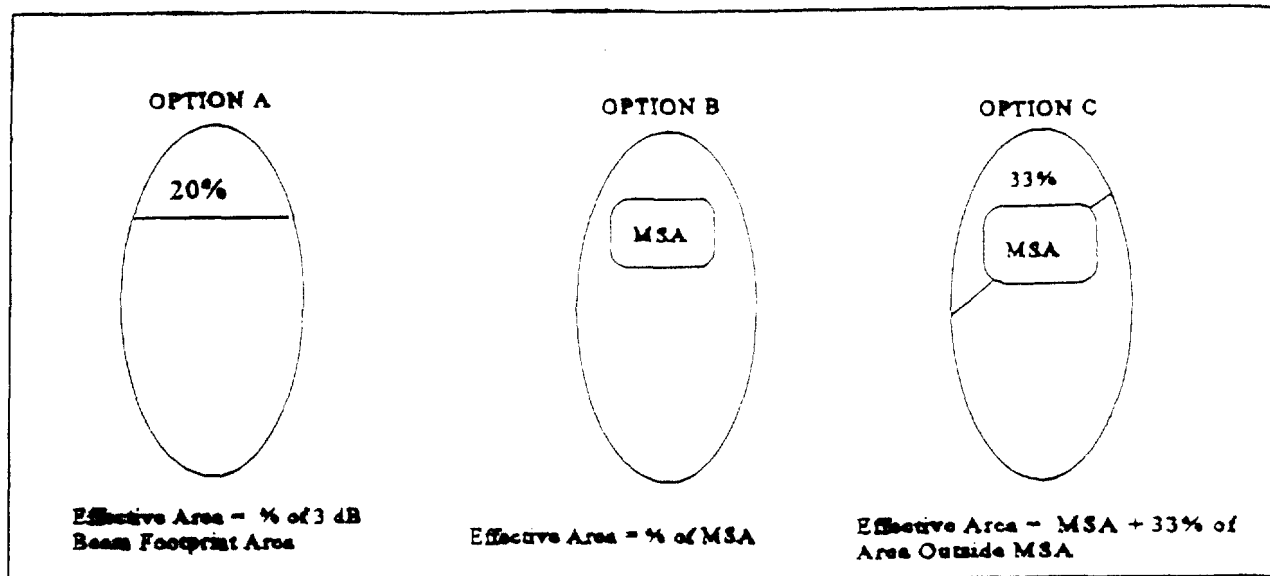 OPTION A
20%
Effective Area = % of 3 dB
Beam Footprint Area
OPTION B
MSA
Effective Area = % of MSA
OPTION C
33%
MSA
Effective Area = MSA + 33% of
Area Outside MSA